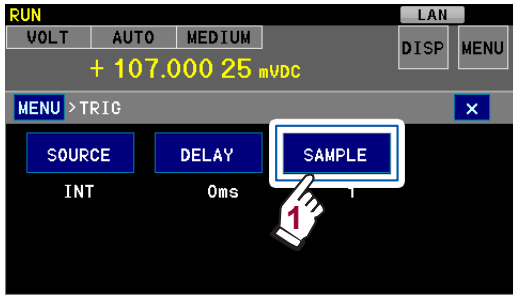 RUN LAN
VOLT AUTO MEDIUM
DISP MENU
+ 107.000 25 mVDC
MENU > TRIG ×
SOURCE DELAY SAMPLE
INT 0ms 1
1